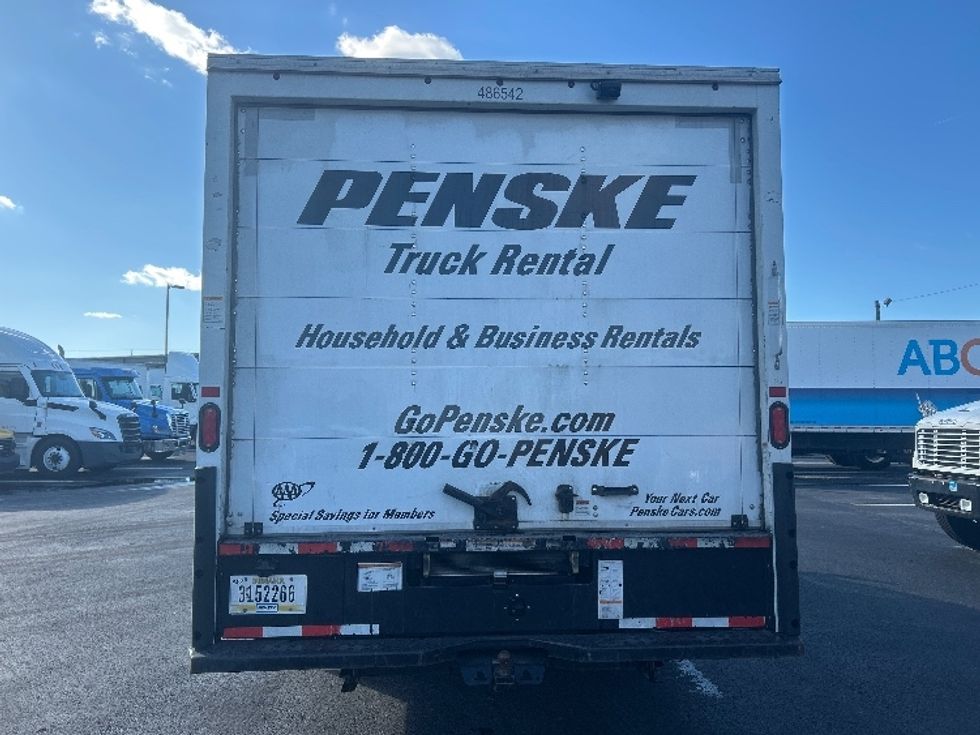 486542
PENSKE
Truck Rental
Household & Business Rentals
GoPenske.com
1-800-GO-PENSKE
AAA
Special Savings for Members
Your Next Car
PenskeCars.com
ABC
3152266